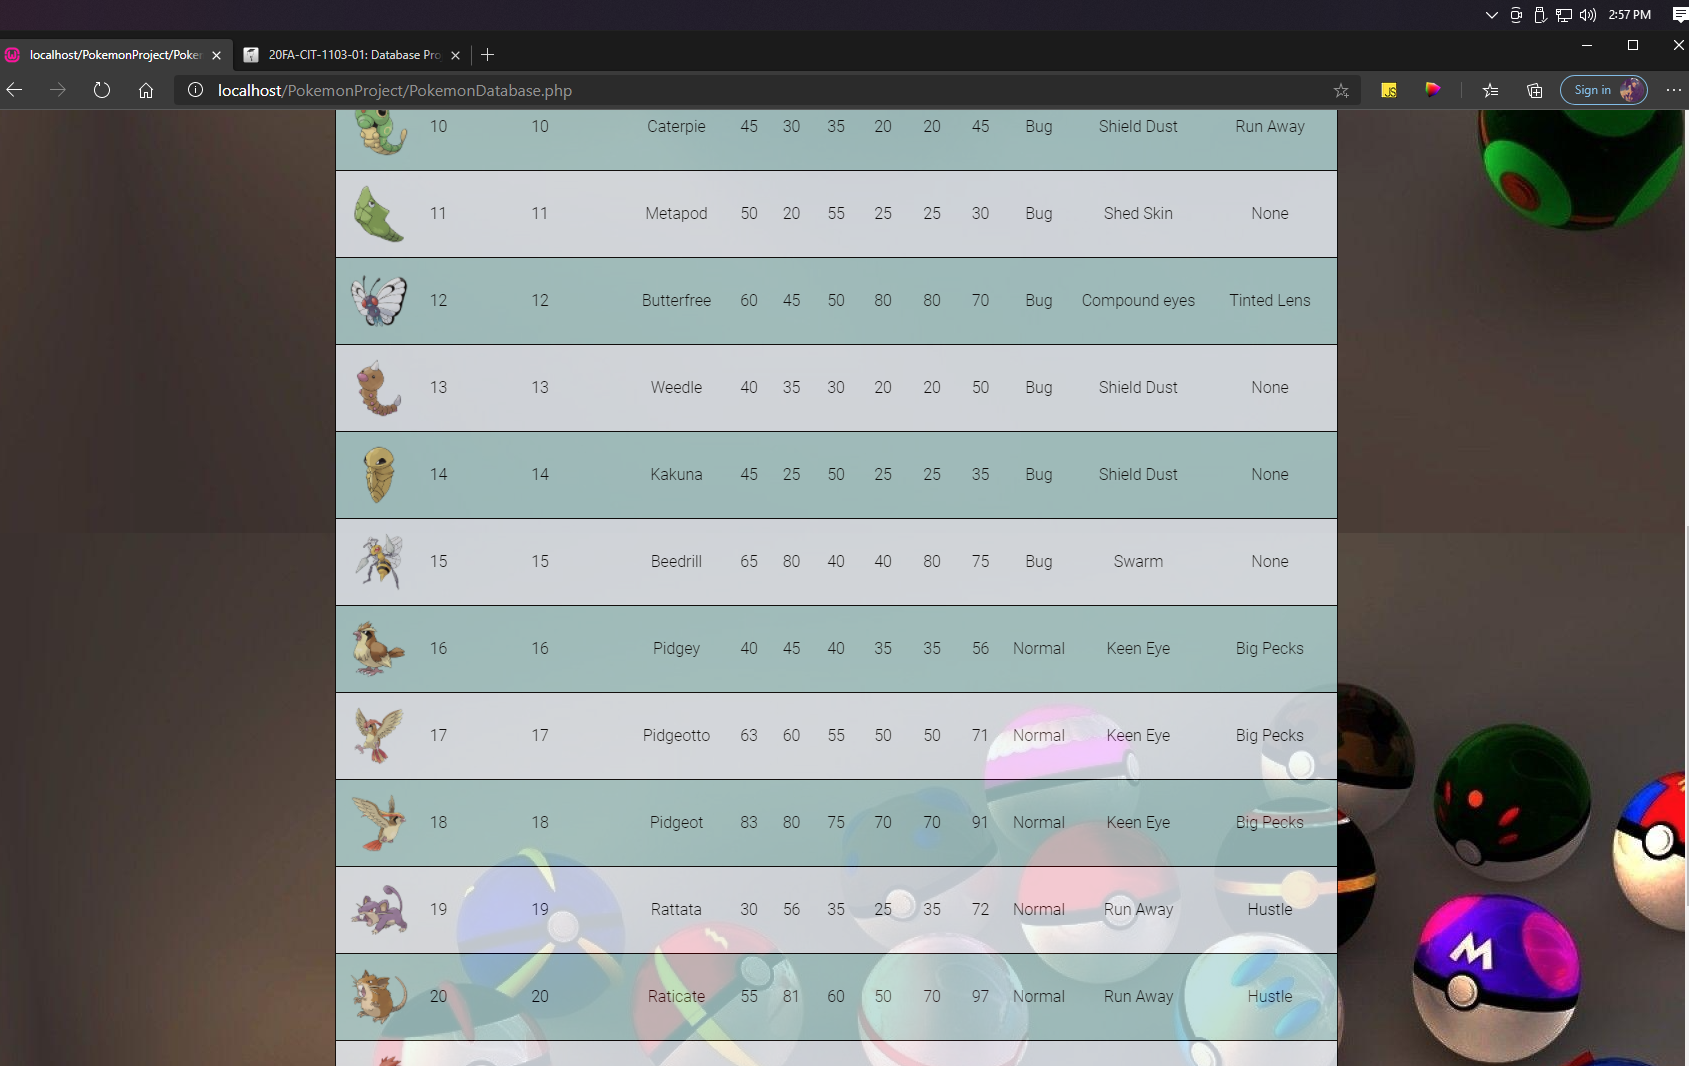 2:57 PM
localhost/PokemonProject/Poker
20FA-CIT-1103-01: Database Pro
localhost/PokemonProject/PokemonDatabase.php
JS
Sign in
10 10 Caterpie 45 30 35 20 20 45 Bug Shield Dust Run Away
11 11 Metapod 50 20 55 25 25 30 Bug Shed Skin None
12 12 Butterfree 60 45 50 80 80 70 Bug Compound eyes Tinted Lens
13 13 Weedle 40 35 30 20 20 50 Bug Shield Dust None
14 14 Kakuna 45 25 50 25 25 35 Bug Shield Dust None
15 15 Beedrill 65 80 40 40 80 75 Bug Swarm None
16 16 Pidgey 40 45 40 35 35 56 Normal Keen Eye Big Pecks
17 17 Pidgeotto 63 60 55 50 50 71 Normal Keen Eye Big Pecks
18 18 Pidgeot 83 80 75 70 70 91 Normal Keen Eye Big Pecks
19 19 Rattata 30 56 35 25 35 72 Normal Run Away Hustle
20 20 Raticate 55 81 60 50 70 97 Normal Run Away Hustle
M